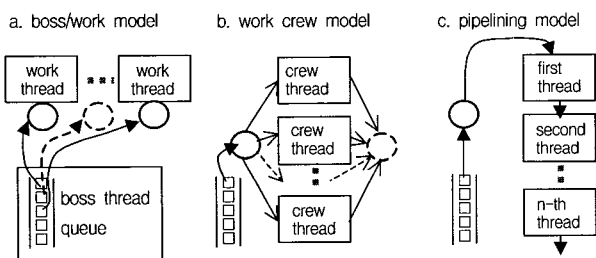 a. boss/work model
b. work crew model
c. pipelining model
work
thread
work
thread
boss thread
queue
crew
thread
crew
thread
crew
thread
first
thread
second
thread
n-th
thread